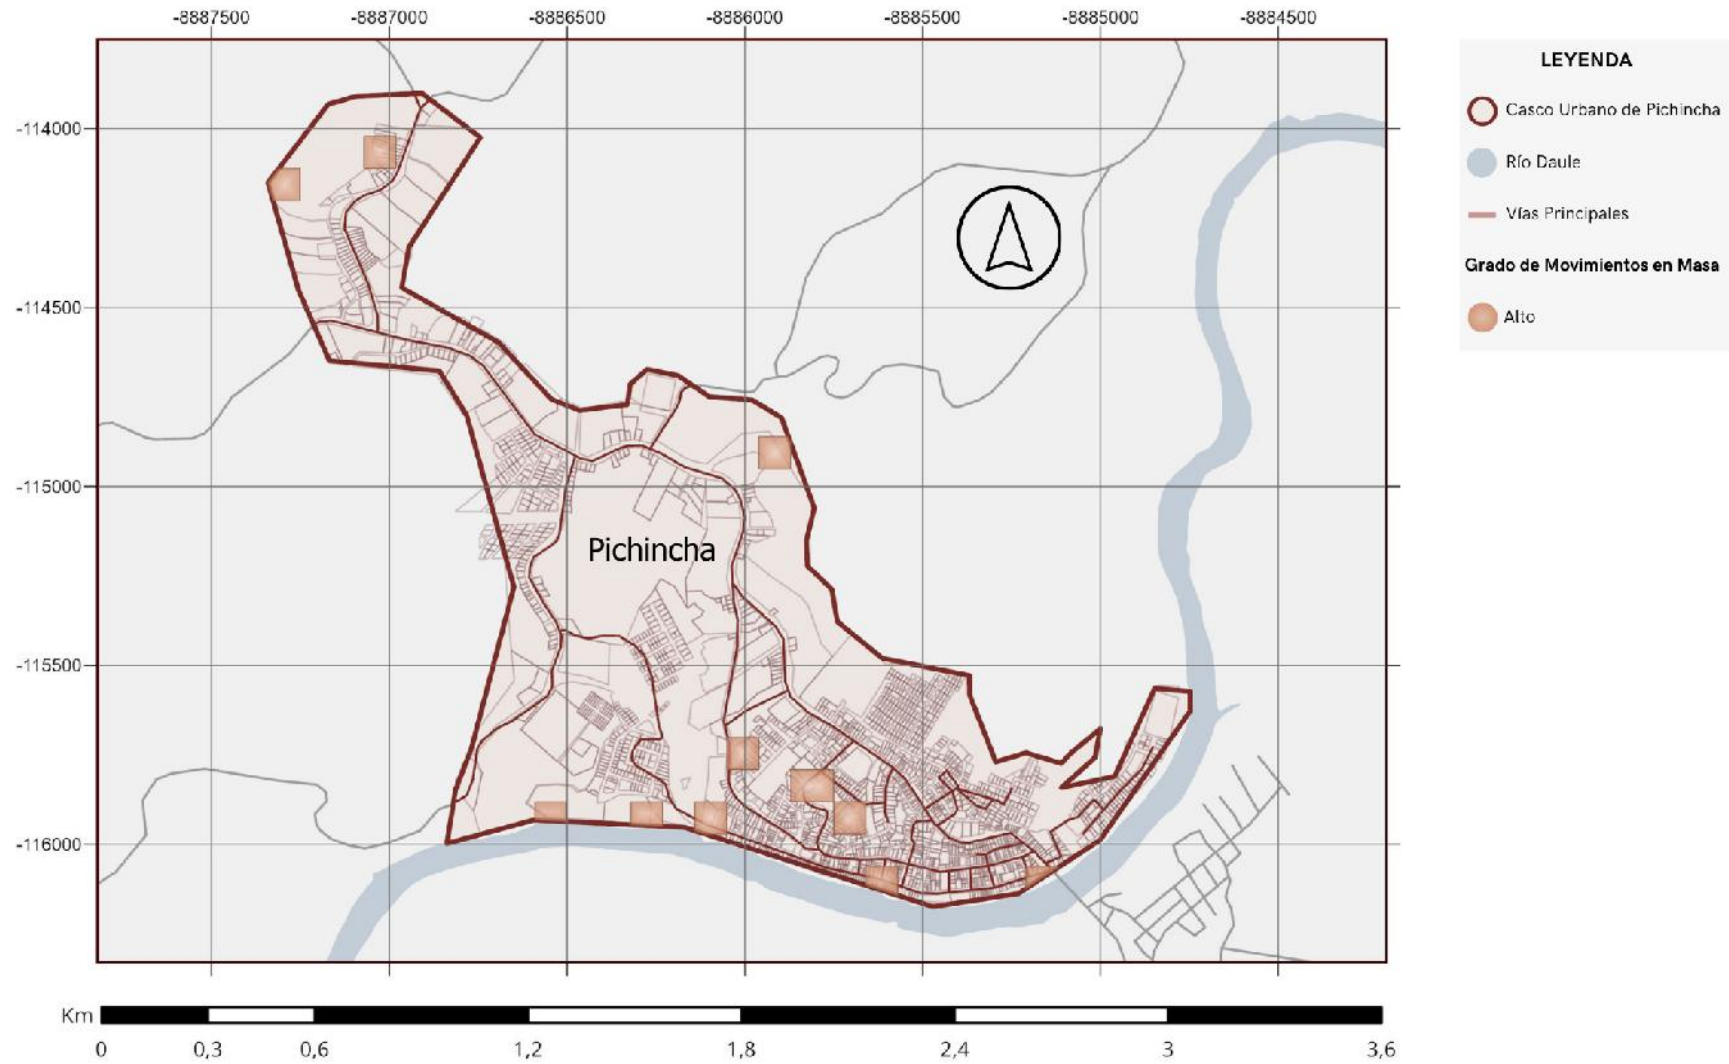 -8887500 -8887000 -8886500 -8886000 -8885500 -8885000 -8884500
LEYENDA
Casco Urbano de Pichincha
Río Daule
Vías Principales
Grado de Movimientos en Masa
Alto
-114000
-114500
-115000
-115500
-116000
Pichincha
Km
0 0,3 0,6 1,2 1,8 2,4 3 3,6